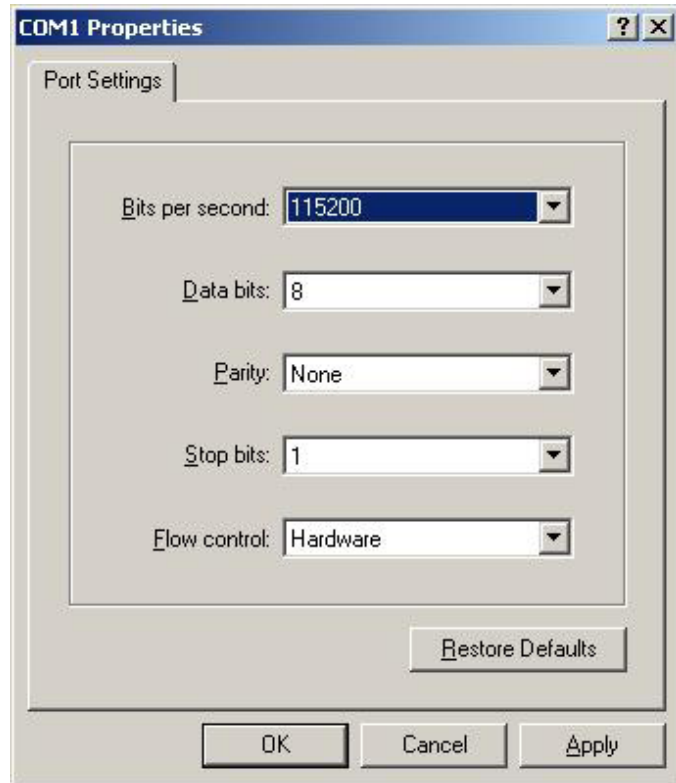 COM1 Properties
Port Settings
Bits per second: 115200
Data bits: 8
Parity: None
Stop bits: 1
Flow control: Hardware
Restore Defaults
OK Cancel Apply